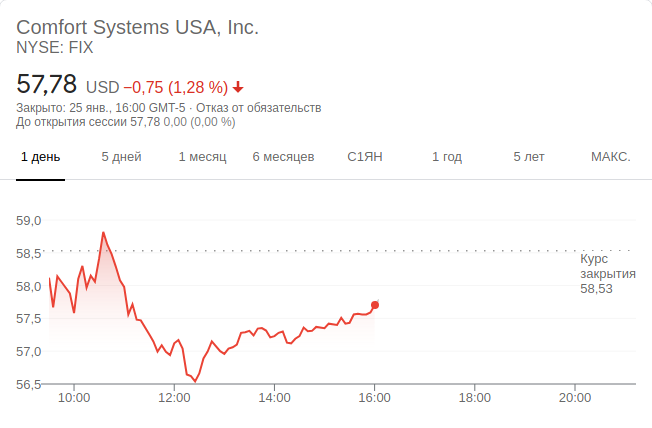 Comfort Systems USA, Inc.
NYSE: FIX
57,78 USD −0,75 (1,28 %)
Закрыто: 25 янв., 16:00 GMT-5 · Отказ от обязательств
До открытия сессии 57,78 0,00 (0,00 %)
1 день 5 дней 1 месяц 6 месяцев С1ЯН 1 год 5 лет МАКС.
59,0
58,5
Курс
закрытия
58,53
58,0
57,5
57,0
56,5
10:00 12:00 14:00 16:00 18:00 20:00